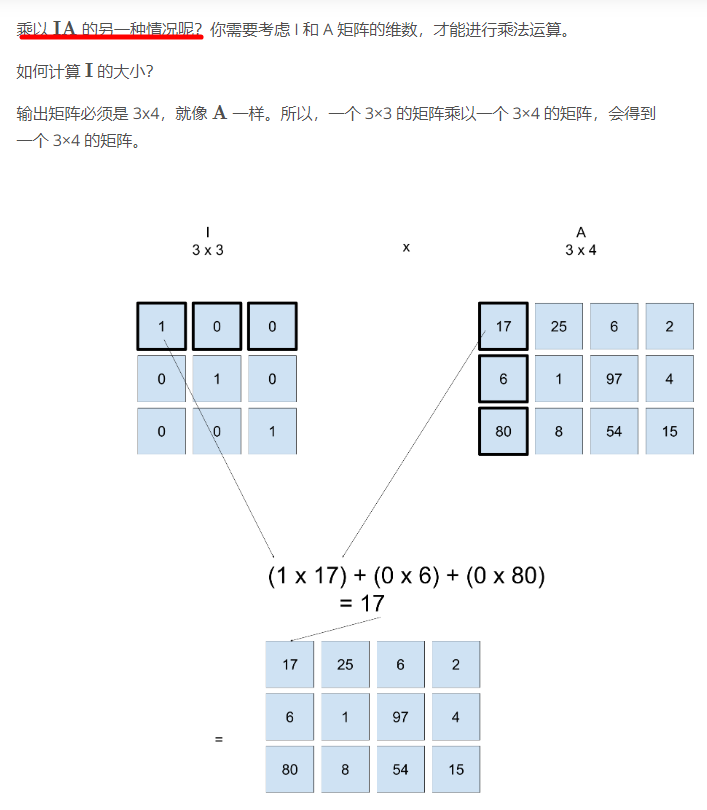 乘以 IA 的另一种情况呢？你需要考虑 I 和 A 矩阵的维数，才能进行乘法运算。
如何计算 I 的大小？
输出矩阵必须是 3x4，就像 A 一样。所以，一个 3×3 的矩阵乘以一个 3×4 的矩阵，会得到
一个 3×4 的矩阵。
I x A
3 x 3 3 x 4
1 0 0 17 25 6 2
0 1 0 6 1 97 4
0 0 1 80 8 54 15
(1 x 17) + (0 x 6) + (0 x 80)
= 17
17 25 6 2
6 1 97 4
=
80 8 54 15